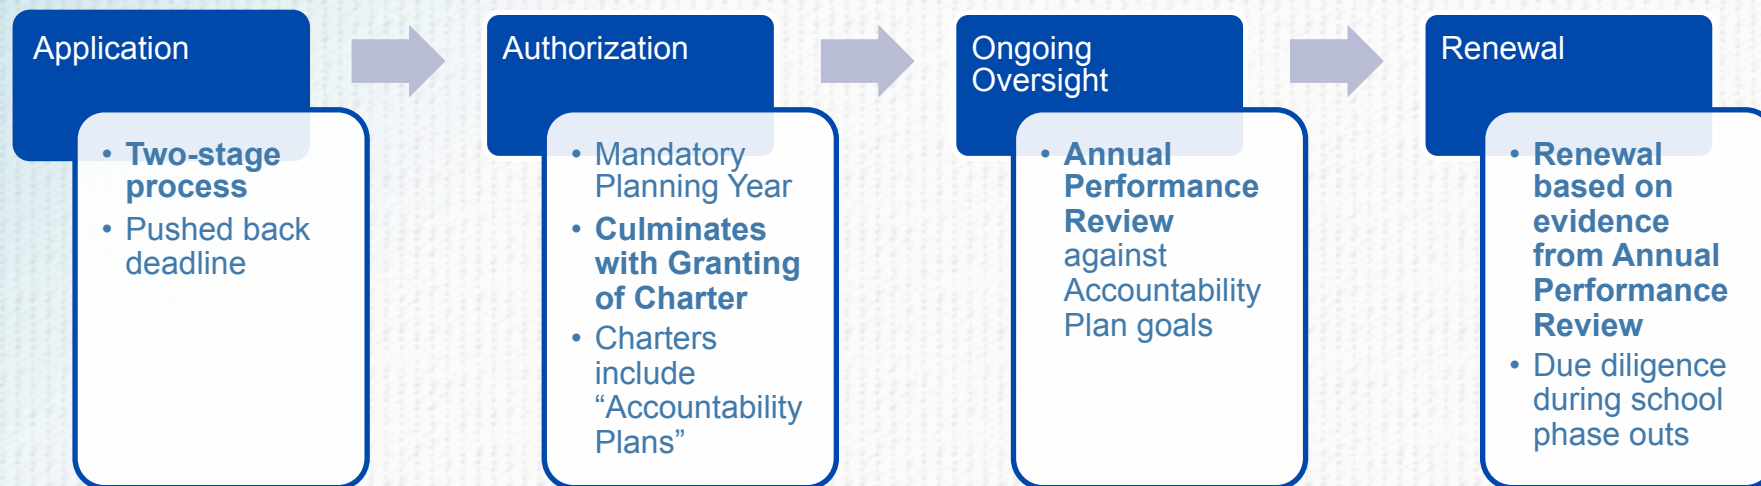 Application
• Two-stage
process
• Pushed back
deadline
Authorization
• Mandatory
Planning Year
• Culminates
with Granting
of Charter
• Charters
include
“Accountability
Plans”
Ongoing
Oversight
• Annual
Performance
Review
against
Accountability
Plan goals
Renewal
• Renewal
based on
evidence
from Annual
Performance
Review
• Due diligence
during school
phase outs